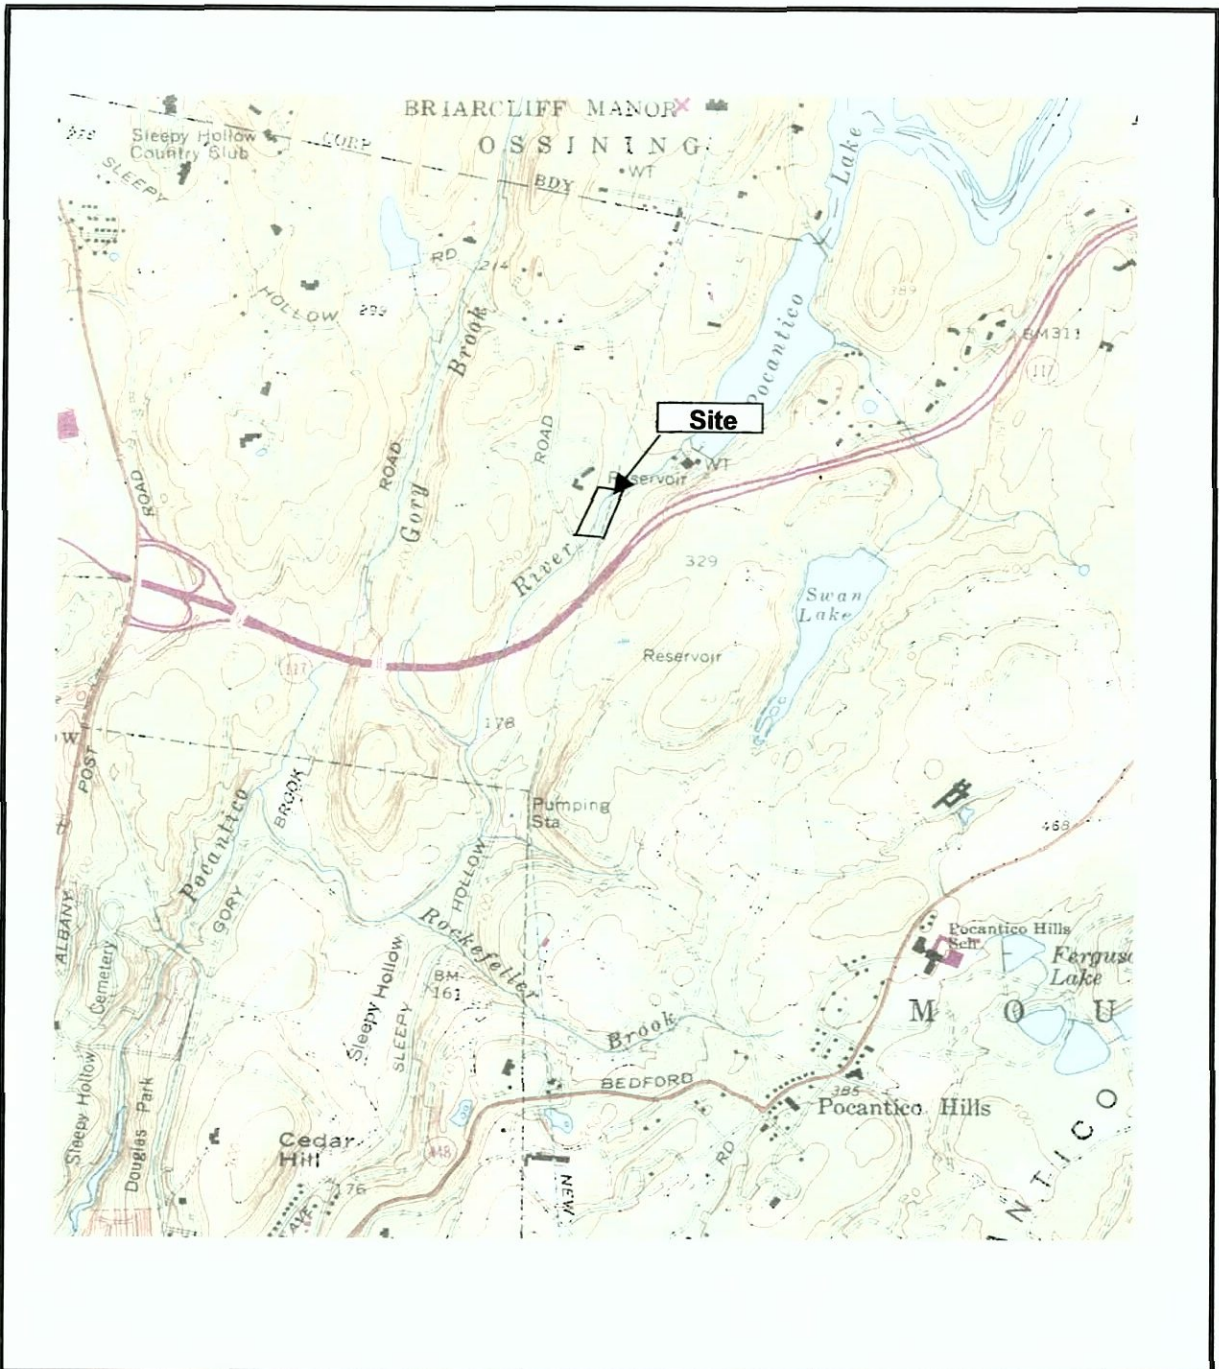 BRIARCLIFF MANOR
OSSINING
Sleepy Hollow
Country Club
CORP
BDY
WT
SLEEPY
HOLLOW
RD
214
299
Brook
Gory
ROAD
ROAD
ROAD
Lake
Pocantico
389
BM311
117
Site
WT
Reservoir
River
329
Swan
Lake
Reservoir
117
178
POST
ALBANY
Pumping
Sta
BROOK
Pocantico
GORY
HOLLOW
Rockefeller
Brook
468
Pocantico Hills
Sch
Lake
M O U
Cemetery
Sleepy Hollow
SLEEPY
BM
161
BEDFORD
385
Pocantico Hills
RD
Sleepy Hollow
Douglas Park
Cedar
Hill
176
AVE
448
NEW
NTICO